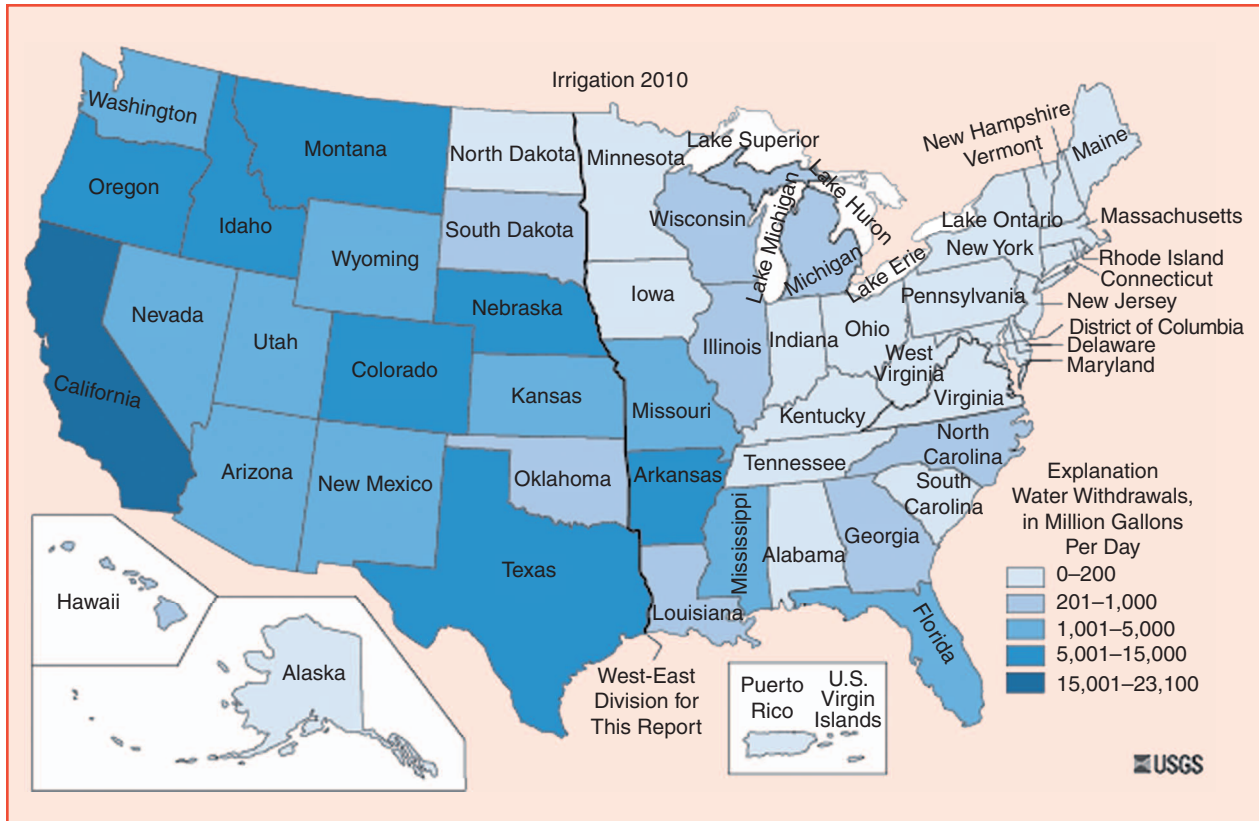 Irrigation 2010
Washington
Oregon
California
Nevada
Idaho
Montana
Wyoming
Utah
Arizona
Colorado
New Mexico
North Dakota
South Dakota
Nebraska
Kansas
Oklahoma
Texas
Minnesota
Iowa
Missouri
Arkansas
Louisiana
Wisconsin
Illinois
Mississippi
Lake Superior
Lake Michigan
Lake Huron
Michigan
Lake Erie
Lake Ontario
Indiana
Ohio
Kentucky
Tennessee
Alabama
Georgia
Florida
South
Carolina
North
Carolina
Virginia
West
Virginia
Pennsylvania
New York
New Hampshire
Vermont
Maine
Massachusetts
Rhode Island
Connecticut
New Jersey
District of Columbia
Delaware
Maryland
Hawaii
Alaska
West-East
Division for
This Report
Puerto
Rico
U.S.
Virgin
Islands
Explanation
Water Withdrawals,
in Million Gallons
Per Day
0–200
201–1,000
1,001–5,000
5,001–15,000
15,001–23,100
USGS